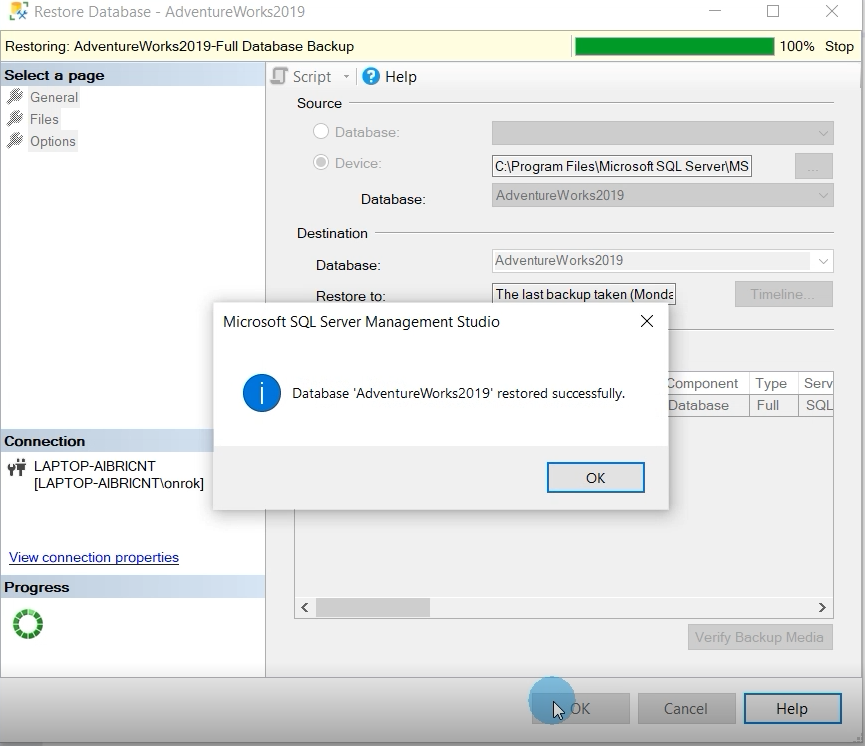 Restore Database - AdventureWorks2019
Restoring: AdventureWorks2019-Full Database Backup
100% Stop
Select a page
General
Files
Options
Script
Help
Source
Database:
Device:
C:\Program Files\Microsoft SQL Server\MS
...
Database:
AdventureWorks2019
Destination
Database:
AdventureWorks2019
Restore to:
The last backup taken (Monda
Timeline...
Microsoft SQL Server Management Studio
Database 'AdventureWorks2019' restored successfully.
OK
Component Type Serv
Database Full SQL
Connection
LAPTOP-AIBRICNT
[LAPTOP-AIBRICNT\onrok]
View connection properties
Progress
Verify Backup Media
OK
Cancel
Help